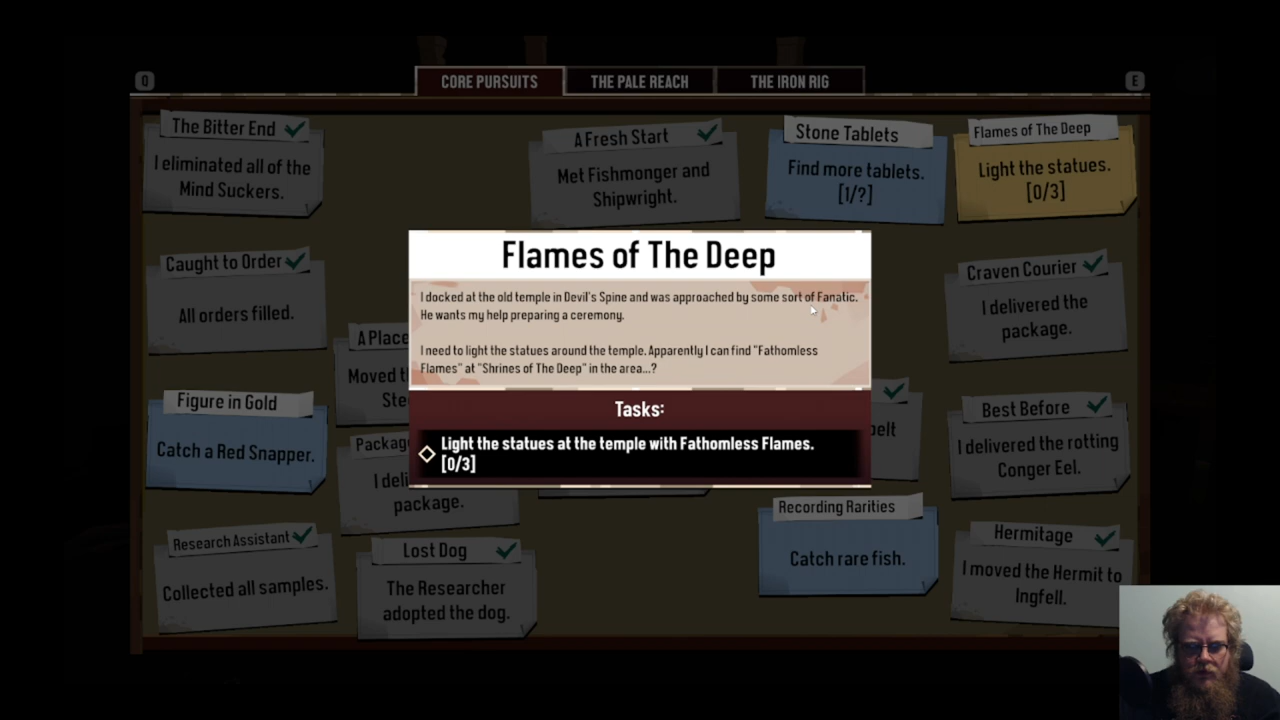 Q
CORE PURSUITS
THE PALE REACH
THE IRON RIG
E
The Bitter End
I eliminated all of the
Mind Suckers.
A Fresh Start
Met Fishmonger and
Shipwright.
Stone Tablets
Find more tablets.
[1/?]
Flames of The Deep
Light the statues.
[0/3]
Flames of The Deep
I docked at the old temple in Devil's Spine and was approached by some sort of Fanatic.
He wants my help preparing a ceremony.
I need to light the statues around the temple. Apparently I can find "Fathomless
Flames" at "Shrines of The Deep" in the area...?
Tasks:
Light the statues at the temple with Fathomless Flames.
[0/3]
Caught to Order
All orders filled.
A Place
Moved t
Ste
Craven Courier
I delivered the
package.
Figure in Gold
Catch a Red Snapper.
Packag
I deli
package.
elt
Best Before
I delivered the rotting
Conger Eel.
Research Assistant
Collected all samples.
Lost Dog
The Researcher
adopted the dog.
Recording Rarities
Catch rare fish.
Hermitage
I moved the Hermit to
Ingfell.